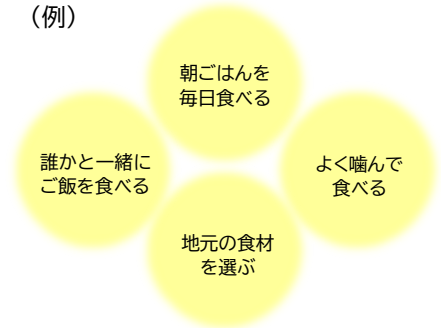 （例）
朝ごはんを
毎日食べる
誰かと一緒に
ご飯を食べる
よく噛んで
食べる
地元の食材
を選ぶ